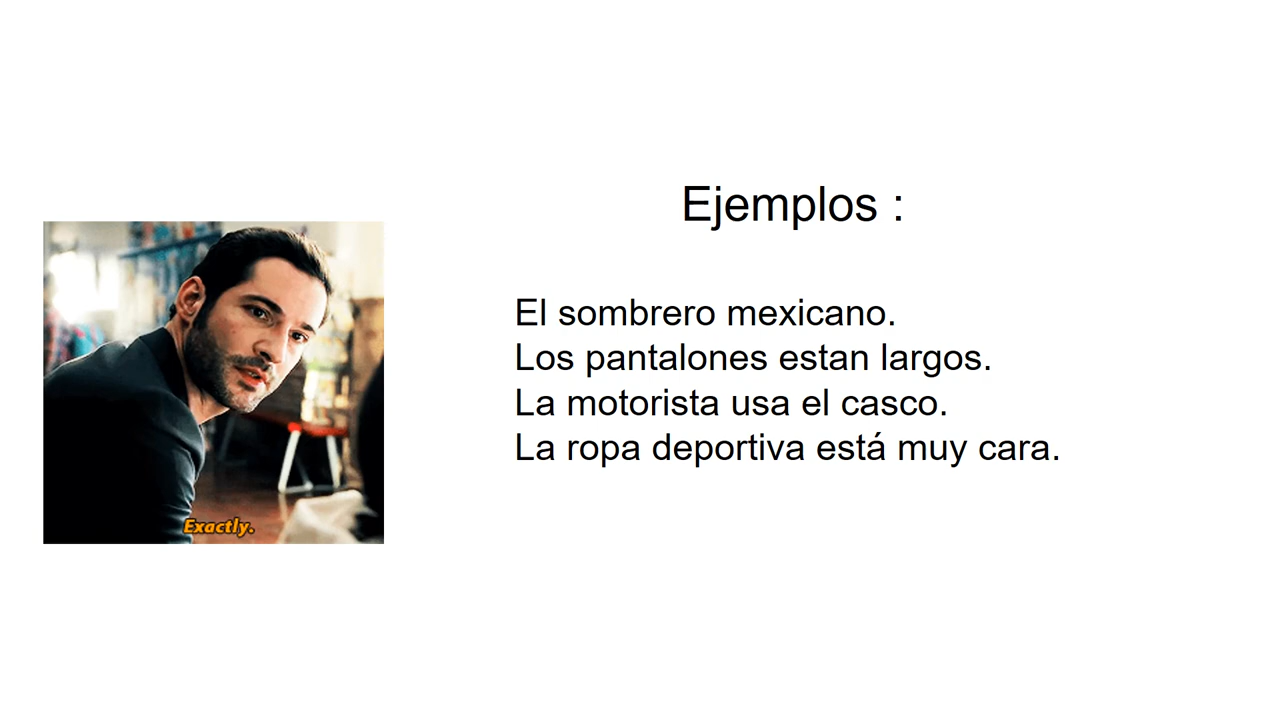 Ejemplos :
El sombrero mexicano.
Los pantalones estan largos.
La motorista usa el casco.
La ropa deportiva está muy cara.
Exactly.